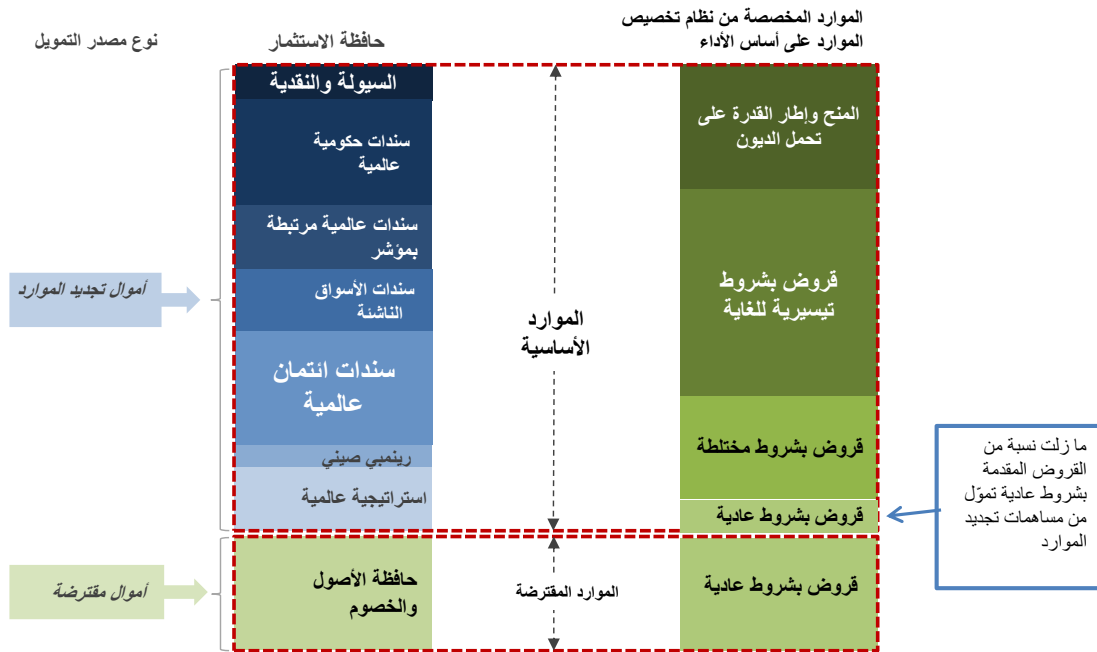 الموارد المخصصة من نظام تخصيص
الموارد على أساس الأداء
حافظة الاستثمار
نوع مصدر التمويل
السيولة والنقدية
سندات حكومية
عالمية
سندات عالمية مرتبطة
بمؤشر
سندات الأسواق
الناشئة
سندات ائتمان
عالمية
رينمبي صيني
استراتيجية عالمية
حافظة الأصول
والخصوم
أموال تجديد الموارد
أموال مقترضة
الموارد
الأساسية
الموارد المقترضة
المنح وإطار القدرة على
تحمل الديون
قروض بشروط
تيسيرية للغاية
قروض بشروط مختلطة
قروض بشروط عادية
قروض بشروط عادية
ما زلت نسبة من
القروض المقدمة
بشروط عادية تموّل
من مساهمات تجديد
الموارد